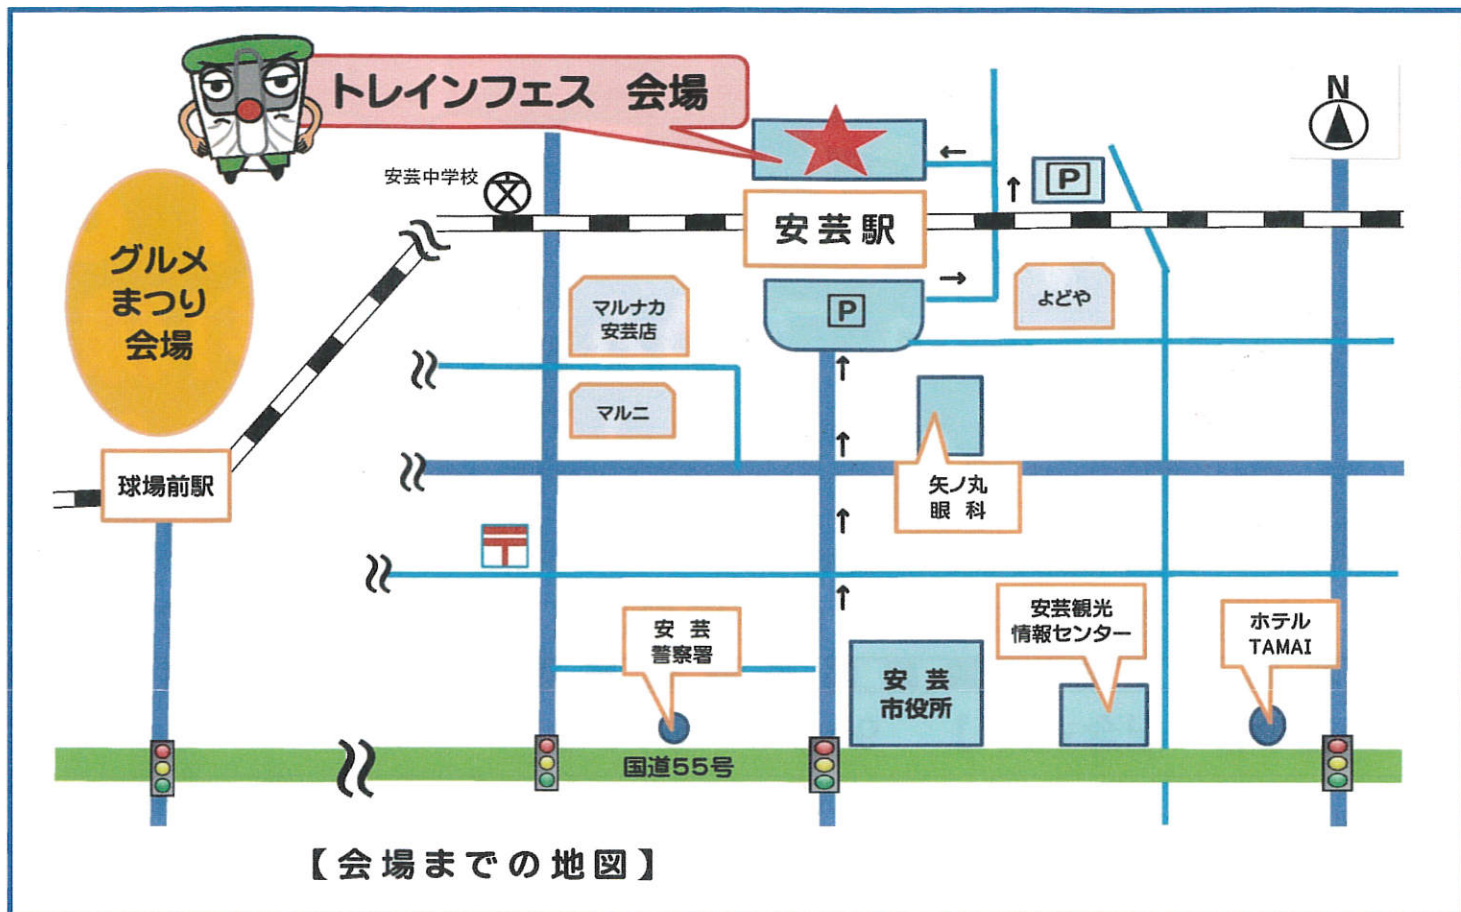 トレインフェス 会場
N
安芸中学校
文
P
安芸駅
グルメ
まつり
会場
マルナカ
安芸店
P
よどや
マルニ
球場前駅
矢ノ丸
眼 科
〒
安 芸
警察署
安芸観光
情報センター
ホテル
TAMAI
安 芸
市役所
国道55号
【会場までの地図】